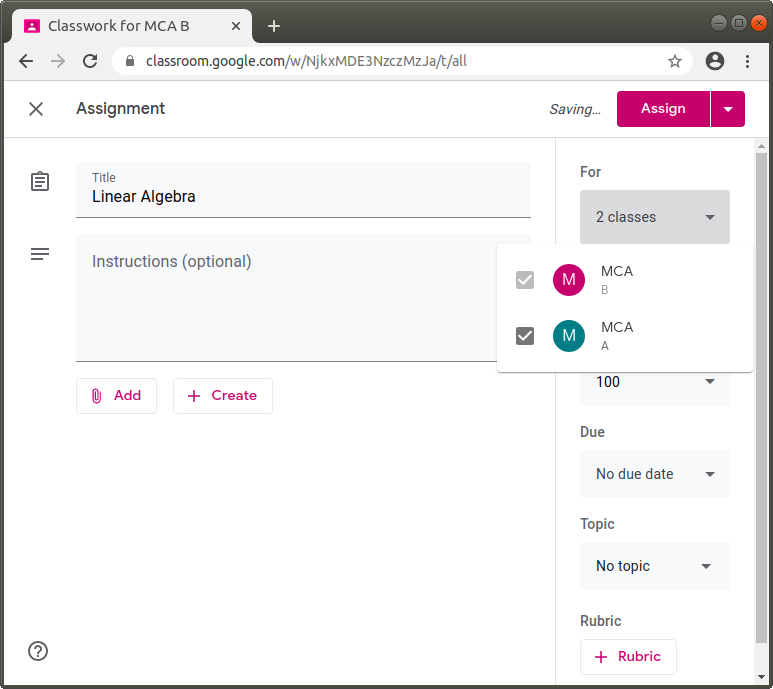 Classwork for MCA B
classroom.google.com/w/NjkxMDE3NzczMzJa/t/all
Assignment
Saving...
Assign
Title
Linear Algebra
Instructions (optional)
Add
Create
For
2 classes
M
MCA
B
M
MCA
A
100
Due
No due date
Topic
No topic
Rubric
Rubric